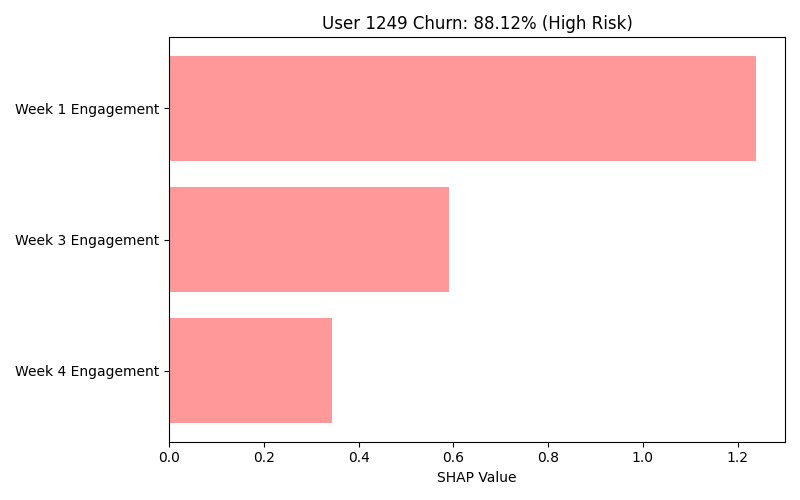 User 1249 Churn: 88.12% (High Risk)
Week 1 Engagement
Week 3 Engagement
Week 4 Engagement
0.0 0.2 0.4 0.6 0.8 1.0 1.2
SHAP Value